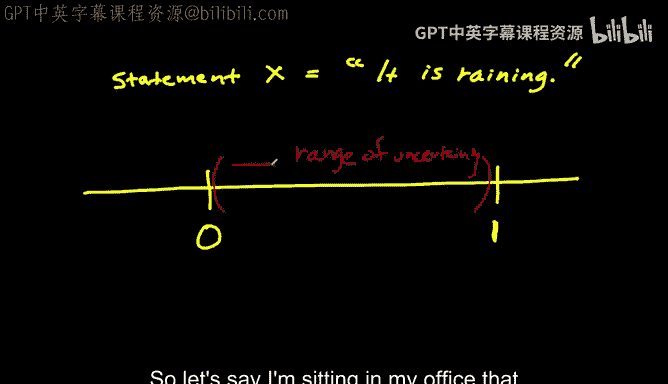 GPT中英字幕课程资源@bilibili.com
GPT中英字幕课程资源 bilibili
Statement X = "It is raining."
range of uncertainty
0 1
So let's say I'm sitting in my office that